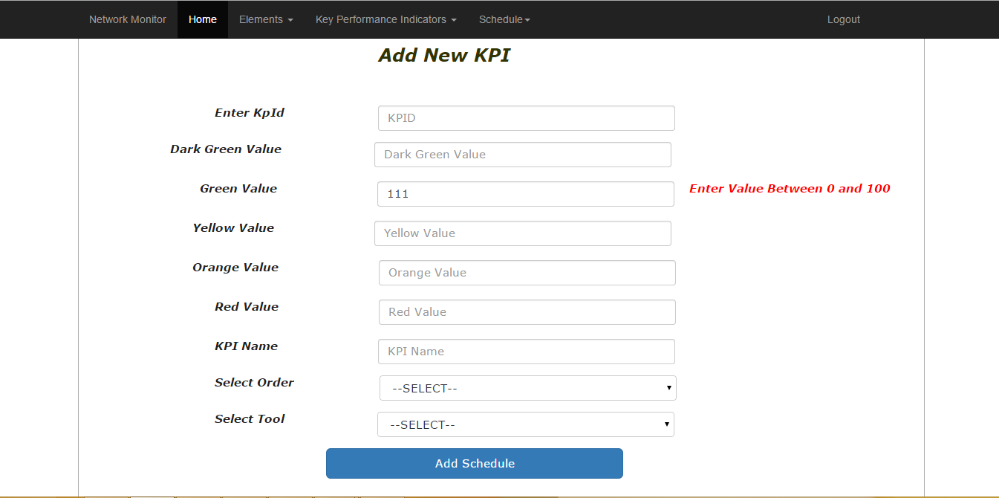 Network Monitor Home Elements Key Performance Indicators Schedule Logout
Add New KPI
Enter KpId KPID
Dark Green Value Dark Green Value
Green Value 111 Enter Value Between 0 and 100
Yellow Value Yellow Value
Orange Value Orange Value
Red Value Red Value
KPI Name KPI Name
Select Order --SELECT--
Select Tool --SELECT--
Add Schedule